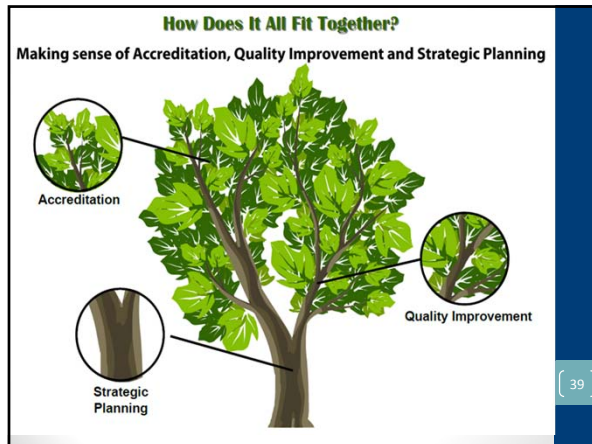 How Does It All Fit Together?
Making sense of Accreditation, Quality Improvement and Strategic Planning
Accreditation
Quality Improvement
Strategic
Planning
39